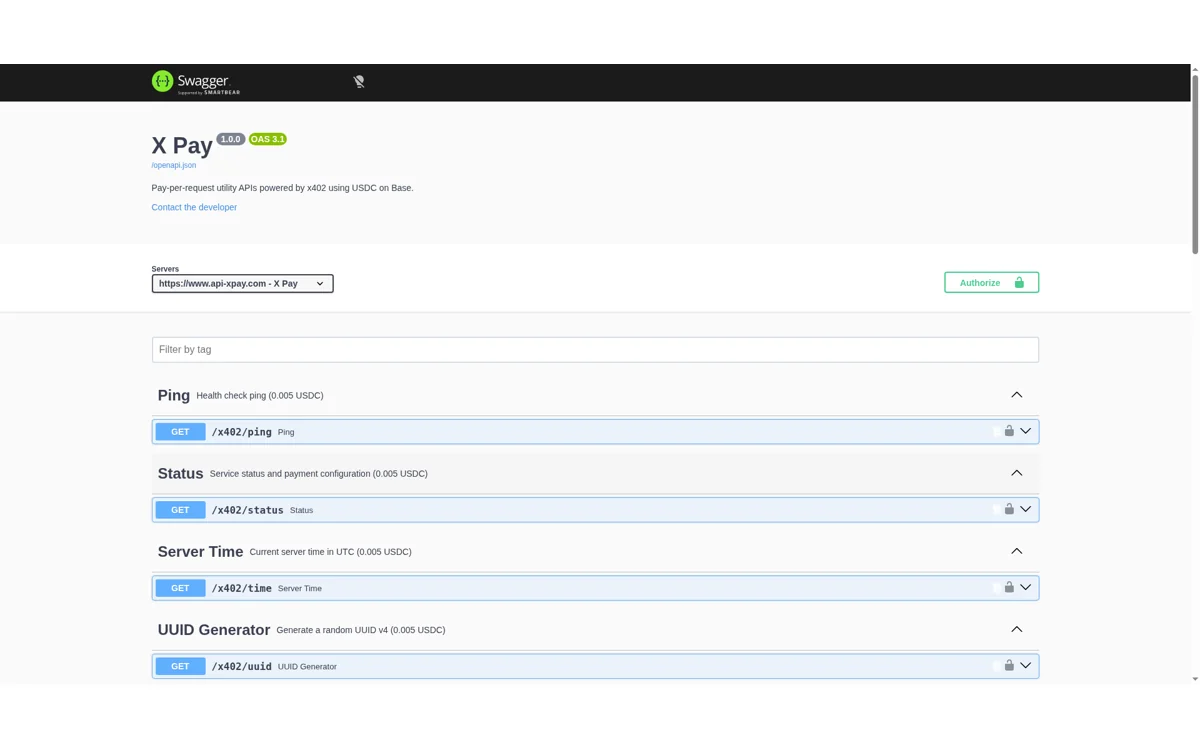 Swagger
Supported by SMARTBEAR
X Pay 1.0.0 OAS 3.1
/openapi.json
Pay-per-request utility APIs powered by x402 using USDC on Base.
Contact the developer
Servers
https://www.api-xpay.com - X Pay
Authorize
Filter by tag
Ping Health check ping (0.005 USDC)
GET /x402/ping Ping
Status Service status and payment configuration (0.005 USDC)
GET /x402/status Status
Server Time Current server time in UTC (0.005 USDC)
GET /x402/time Server Time
UUID Generator Generate a random UUID v4 (0.005 USDC)
GET /x402/uuid UUID Generator